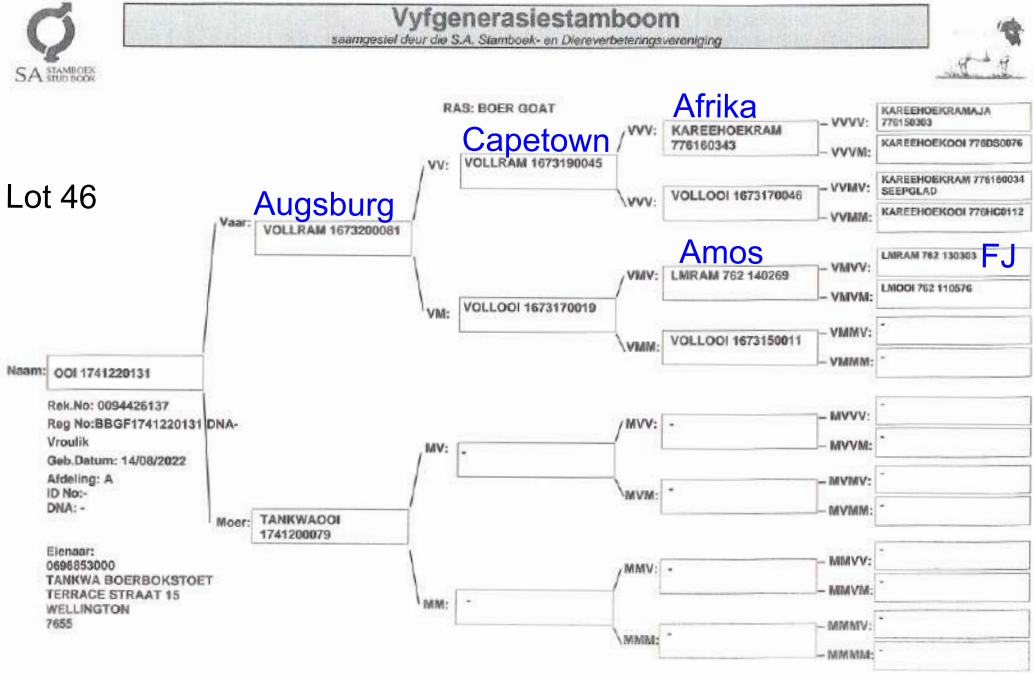 Vyfgenerasiestamboom
saamgestel deur die S.A. Stamboek- en Diereverbeteringsvereniging
SA STAMBOEK
STUD BOOK
RAS: BOER GOAT
Lot 46
Naam: OOI 1741220131
Rek.No: 0094426137
Reg No:BBGF1741220131 DNA-
Vroulik
Geb.Datum: 14/08/2022
Afdeling: A
ID No:-
DNA: -
Eienaar:
0696853000
TANKWA BOERBOKSTOET
TERRACE STRAAT 15
WELLINGTON
7655
Augsburg
Vaar: VOLLRAM 1673200081
Moer: TANKWAOOI
1741200079
Capetown
VV: VOLLRAM 1673190045
VM: VOLLOOI 1673170019
MV: -
MM: -
Afrika
VVV: KAREEHOEKRAM
776160343
VVV: VOLLOOI 1673170046
Amos
VMV: LMRAM 762 140269
VMM: VOLLOOI 1673150011
MVV: -
MVM: -
MMV: -
MMM: -
VVVV: KAREEHOEKRAMAJA
776150303
VVVM: KAREEHOEKOOI 776DS0076
VVMV: KAREEHOEKRAM 776160034
SEEPGLAD
VVMM: KAREEHOEKOOI 776HC0112
VMVV: LMRAM 762 130303 FJ
VMVM: LMOOI 762 110576
VMMV: -
VMMM: -
MVVV: -
MVVM: -
MVMV: -
MVMM: -
MMVV: -
MMVM: -
MMMV: -
MMMM: -